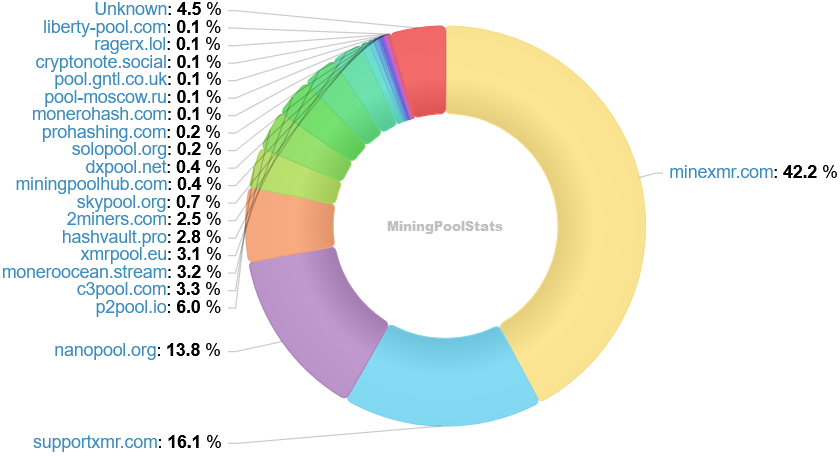 Unknown: 4.5 %
liberty-pool.com: 0.1 %
ragerx.lol: 0.1 %
cryptonote.social: 0.1 %
pool.gntl.co.uk: 0.1 %
pool-moscow.ru: 0.1 %
monerohash.com: 0.1 %
prohashing.com: 0.2 %
solopool.org: 0.2 %
dxpool.net: 0.4 %
miningpoolhub.com: 0.4 %
skypool.org: 0.7 %
2miners.com: 2.5 %
hashvault.pro: 2.8 %
xmrpool.eu: 3.1 %
moneroocean.stream: 3.2 %
c3pool.com: 3.3 %
p2pool.io: 6.0 %
nanopool.org: 13.8 %
supportxmr.com: 16.1 %
MiningPoolStats
minexmr.com: 42.2 %